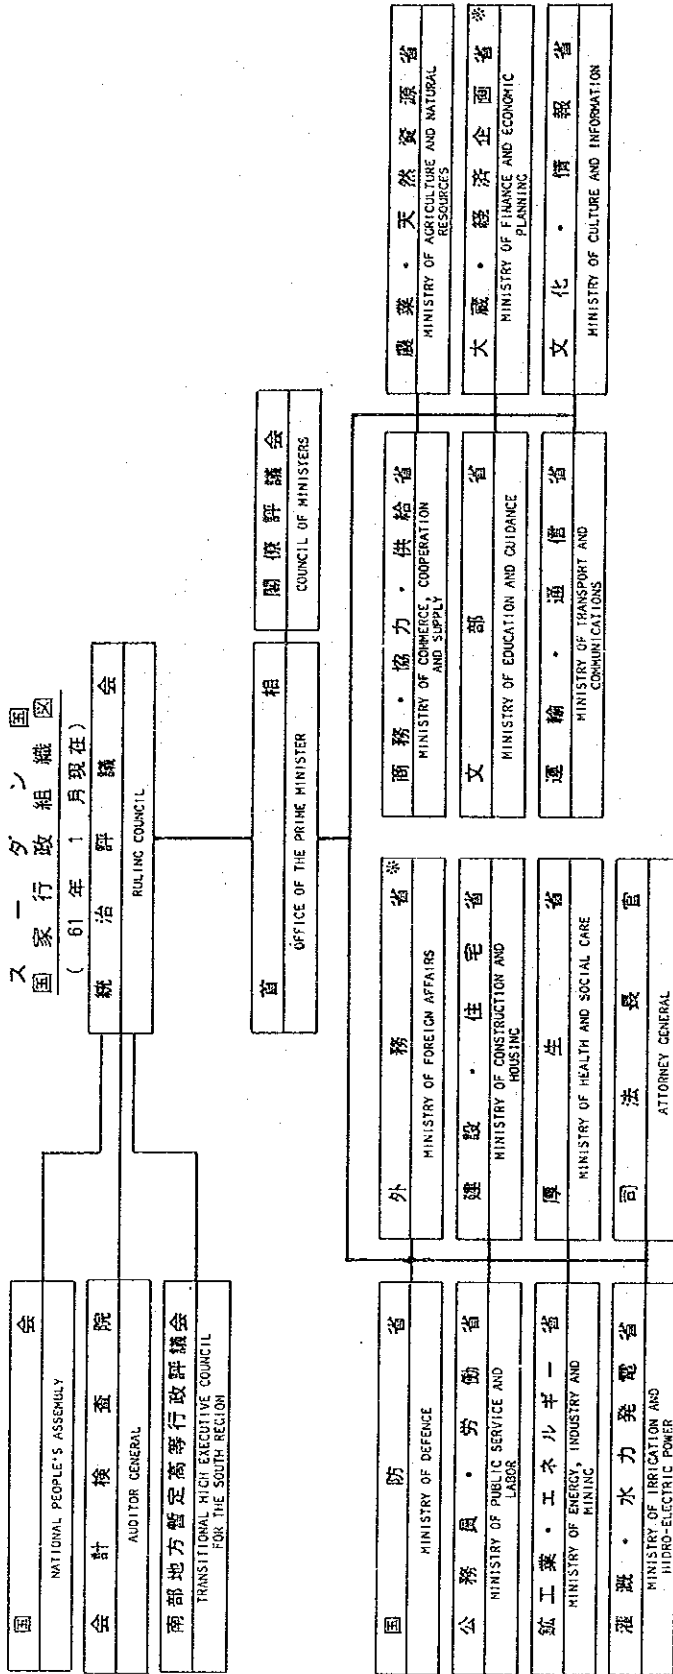 スーダン国
国家行政組織図
( 61 年 1 月現在)
統治評議会
RULING COUNCIL
国会
NATIONAL PEOPLE'S ASSEMBLY
会計検査院
AUDITOR GENERAL
南部地方暫定高等行政評議会
TRANSITIONAL HIGH EXECUTIVE COUNCIL
FOR THE SOUTH REGION
首相
OFFICE OF THE PRIME MINISTER
閣僚評議会
COUNCIL OF MINISTERS
国防省
MINISTRY OF DEFENCE
外務省※
MINISTRY OF FOREIGN AFFAIRS
商務・協力・供給省
MINISTRY OF COMMERCE, COOPERATION
AND SUPPLY
農業・天然資源省
MINISTRY OF AGRICULTURE AND NATURAL
RESOURCES
公務員・労働省
MINISTRY OF PUBLIC SERVICE AND
LABOR
建設・住宅省
MINISTRY OF CONSTRUCTION AND
HOUSING
文部省
MINISTRY OF EDUCATION AND GUIDANCE
大蔵・経済企画省※
MINISTRY OF FINANCE AND ECONOMIC
PLANNING
鉱工業・エネルギー省
MINISTRY OF ENERGY, INDUSTRY AND
MINING
厚生省
MINISTRY OF HEALTH AND SOCIAL CARE
運輸・通信省
MINISTRY OF TRANSPORT AND
COMMUNICATIONS
文化・情報省
MINISTRY OF CULTURE AND INFORMATION
灌漑・水力発電省
MINISTRY OF IRRIGATION AND
HIDRO-ELECTRIC POWER
司法長官
ATTORNEY GENERAL